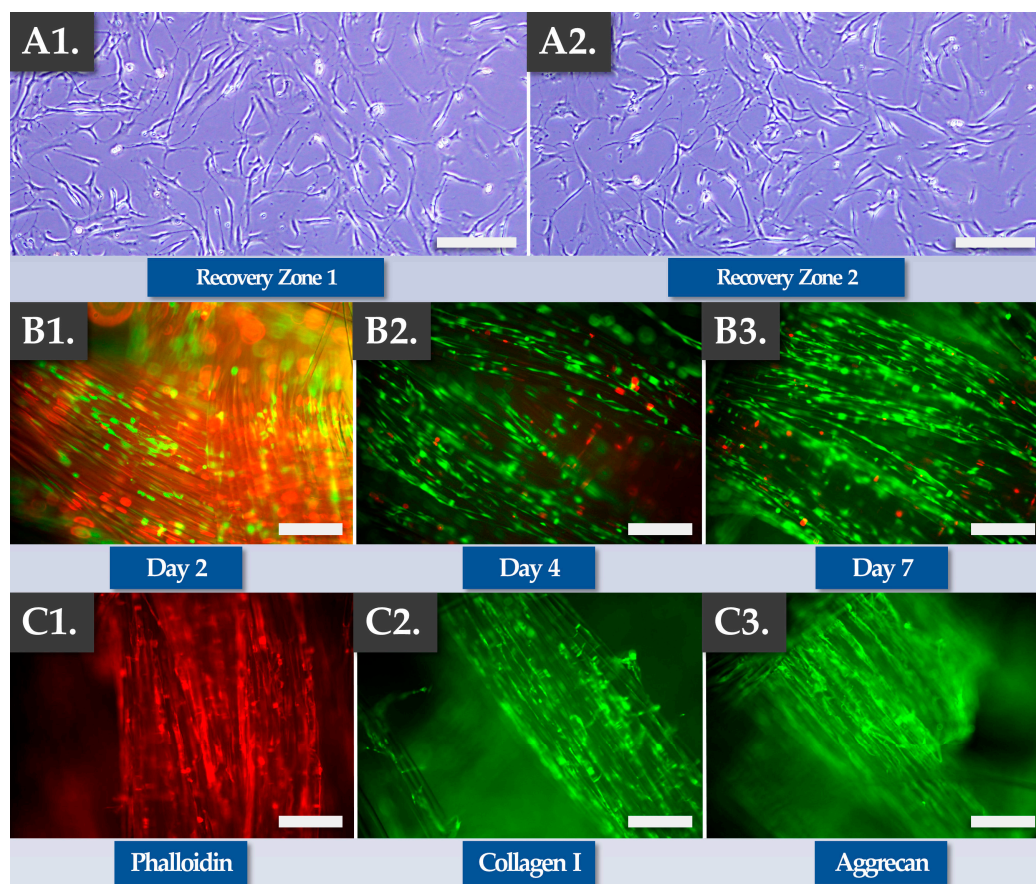 A1.
A2.
Recovery Zone 1
Recovery Zone 2
B1.
B2.
B3.
Day 2
Day 4
Day 7
C1.
C2.
C3.
Phalloidin
Collagen I
Aggrecan